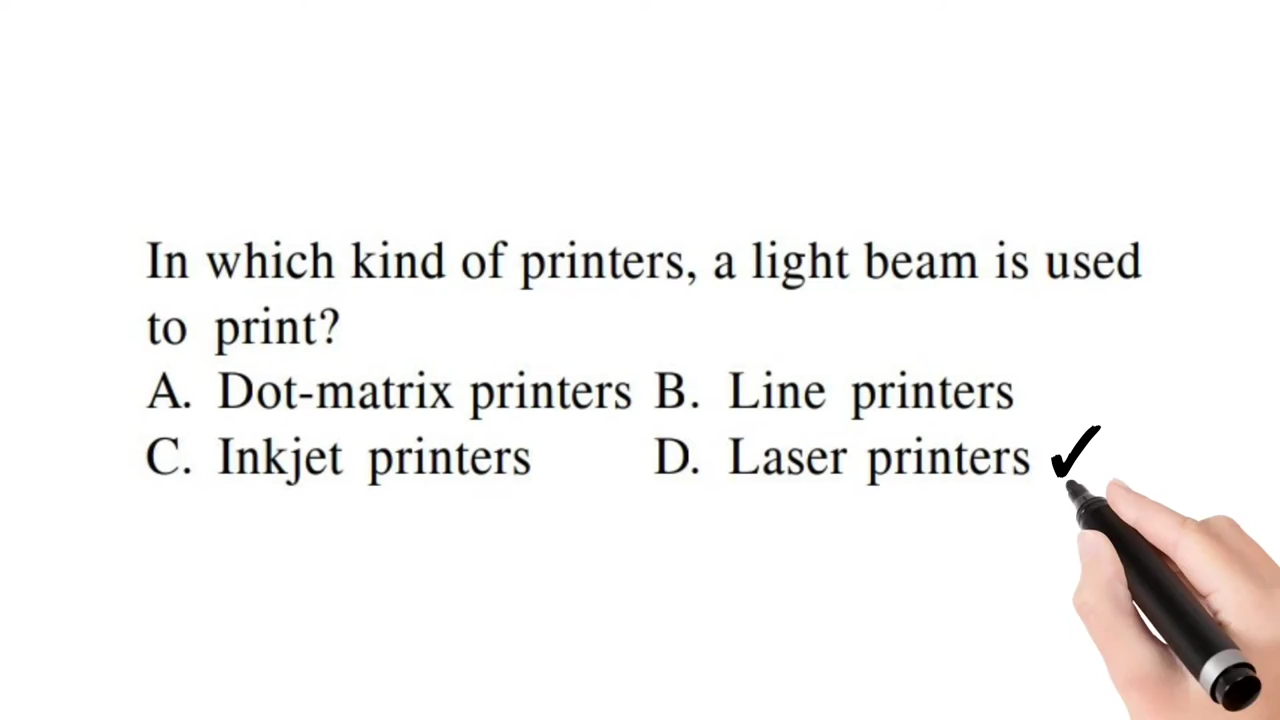 In which kind of printers, a light beam is used
to print?
A. Dot-matrix printers B. Line printers
C. Inkjet printers D. Laser printers ✓